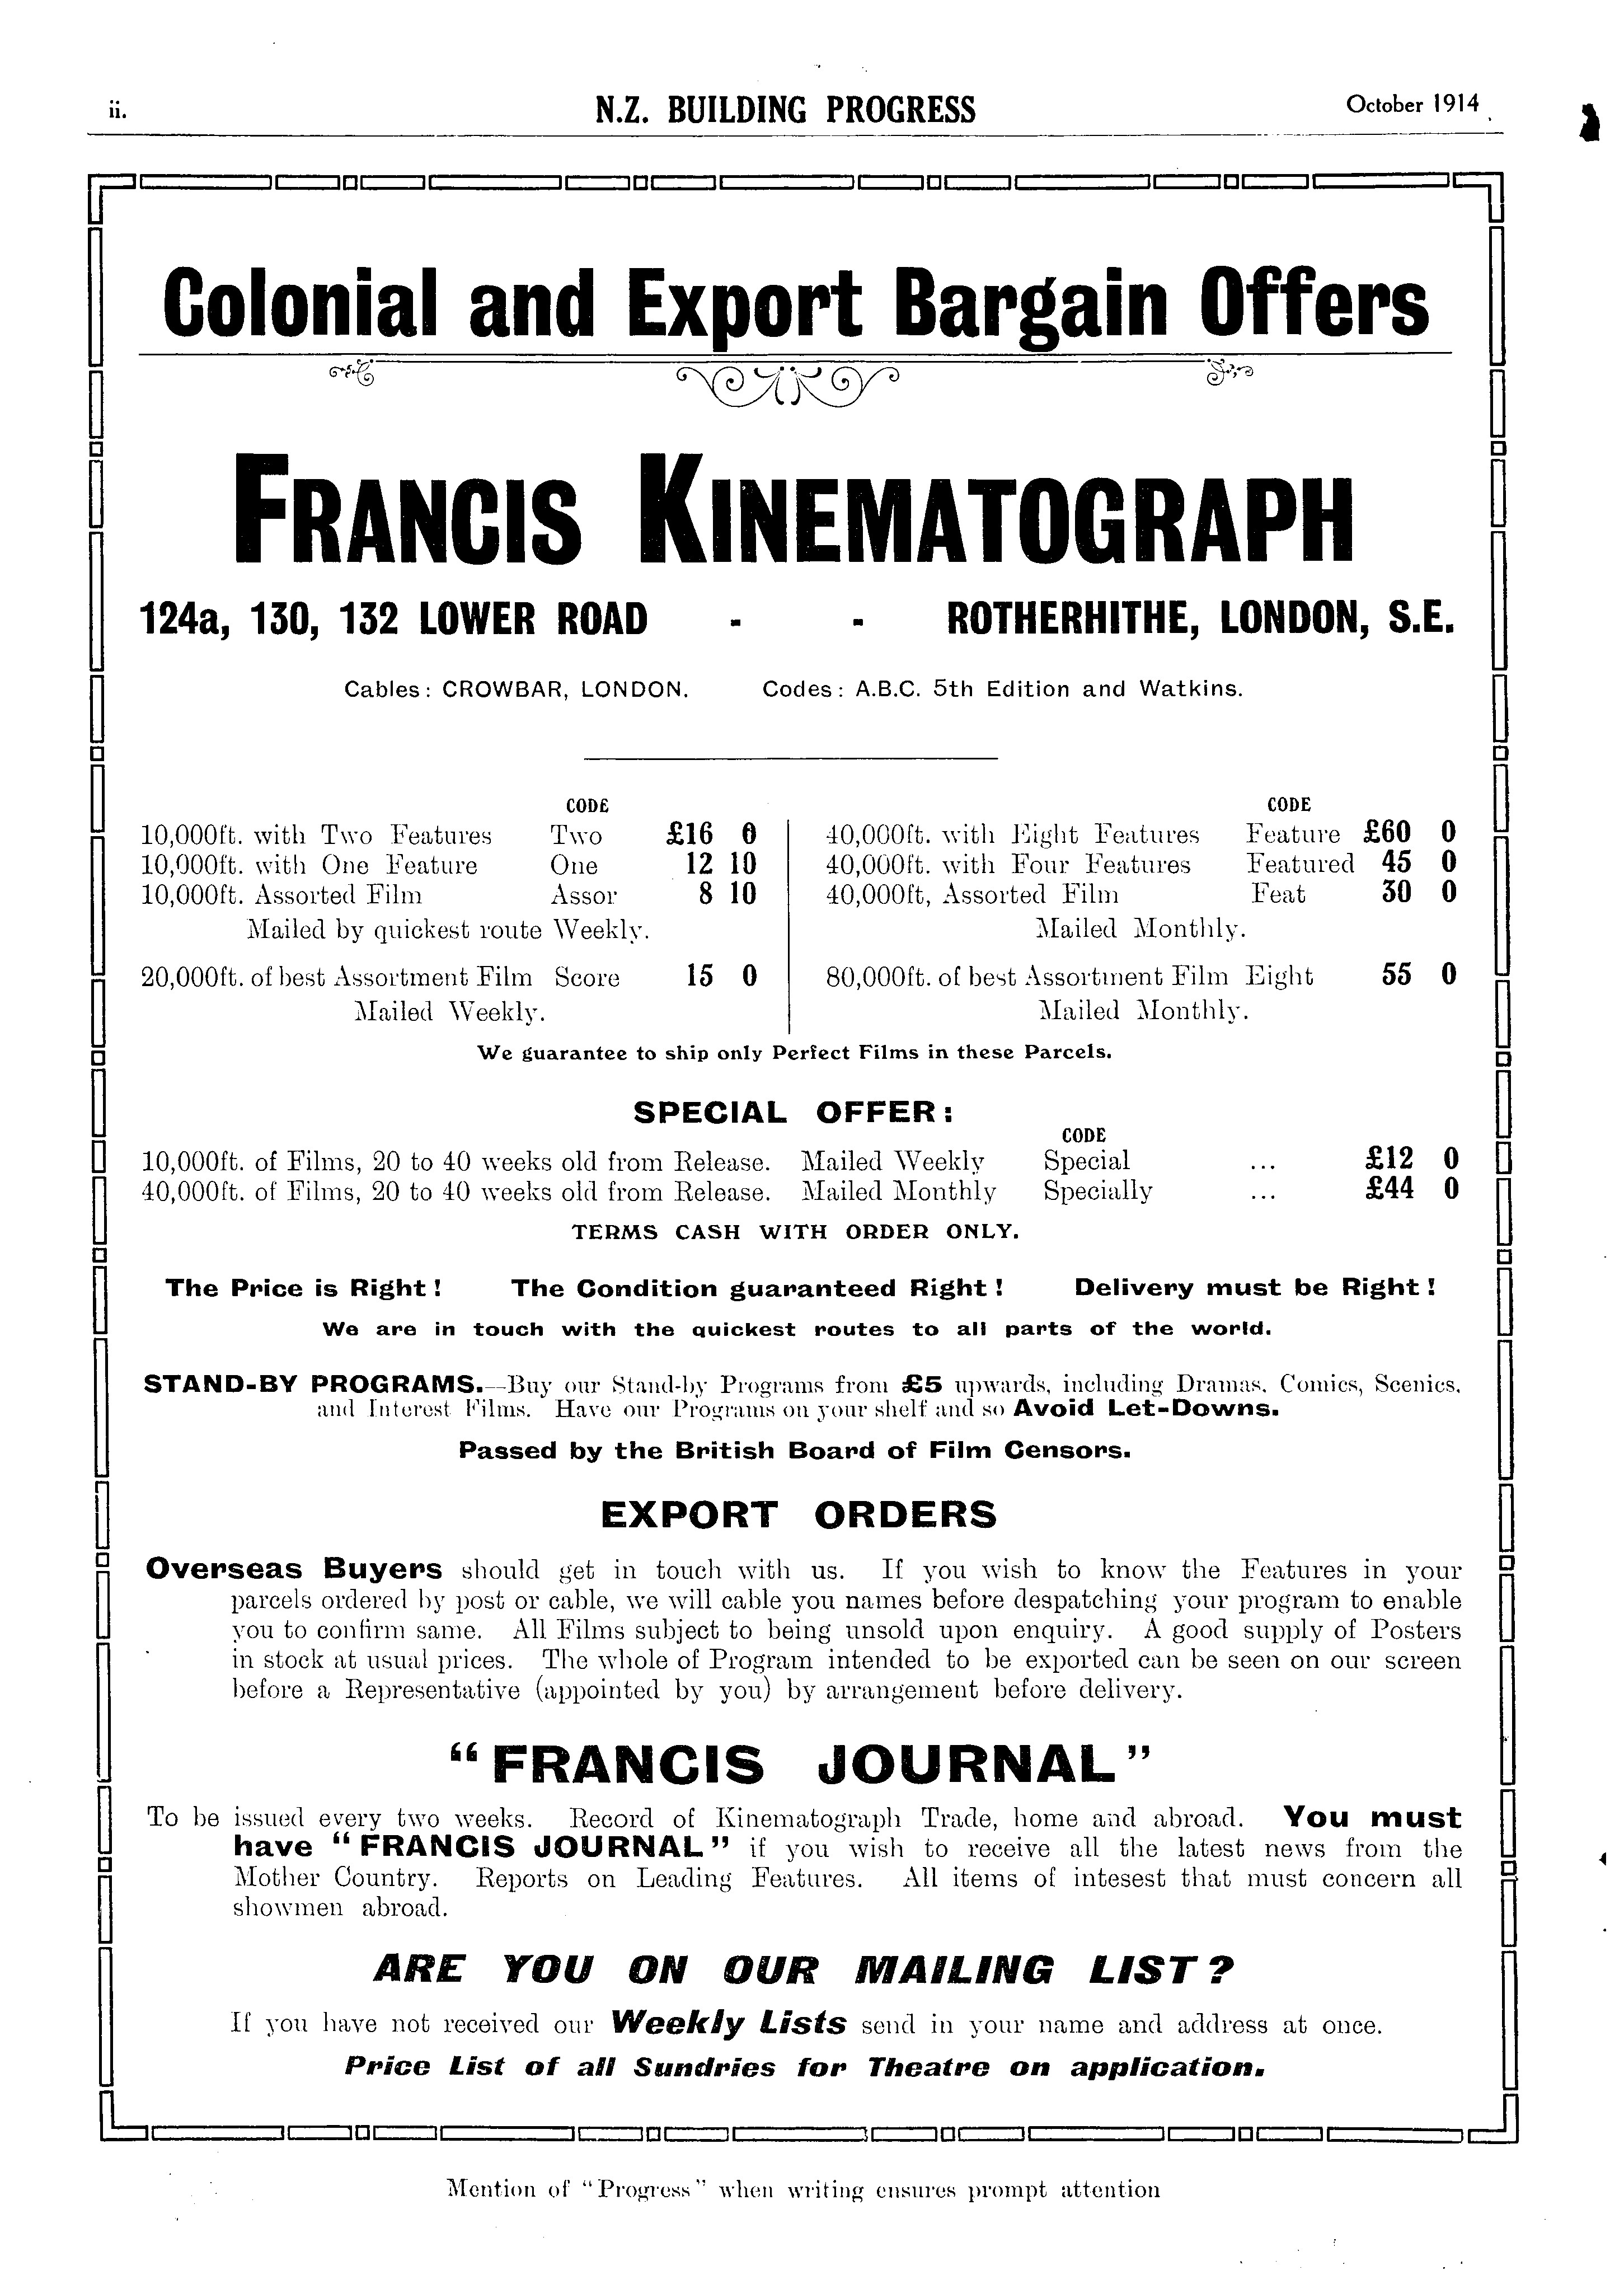 ii.
N.Z. BUILDING PROGRESS
October 1914
Colonial and Export Bargain Offers
FRANCIS KINEMATOGRAPH
124a, 130, 132 LOWER ROAD - - ROTHERHITHE, LONDON, S.E.
Cables: CROWBAR, LONDON. Codes: A.B.C. 5th Edition and Watkins.
CODE
10,000ft. with Two Features Two £16 0
10,000ft. with One Feature One 12 10
10,000ft. Assorted Film Assor 8 10
Mailed by quickest route Weekly.
20,000ft. of best Assortment Film Score 15 0
Mailed Weekly.
CODE
40,000ft. with Eight Features Feature £60 0
40,000ft. with Four Features Featured 45 0
40,000ft, Assorted Film Feat 30 0
Mailed Monthly.
80,000ft. of best Assortment Film Eight 55 0
Mailed Monthly.
We guarantee to ship only Perfect Films in these Parcels.
SPECIAL OFFER:
CODE
10,000ft. of Films, 20 to 40 weeks old from Release. Mailed Weekly Special ... £12 0
40,000ft. of Films, 20 to 40 weeks old from Release. Mailed Monthly Specially ... £44 0
TERMS CASH WITH ORDER ONLY.
The Price is Right! The Condition guaranteed Right! Delivery must be Right!
We are in touch with the quickest routes to all parts of the world.
STAND-BY PROGRAMS.—Buy our Stand-by Programs from £5 upwards, including Dramas, Comics, Scenics,
and Interest Films. Have our Programs on your shelf and so Avoid Let-Downs.
Passed by the British Board of Film Censors.
EXPORT ORDERS
Overseas Buyers should get in touch with us. If you wish to know the Features in your
parcels ordered by post or cable, we will cable you names before despatching your program to enable
you to confirm same. All Films subject to being unsold upon enquiry. A good supply of Posters
in stock at usual prices. The whole of Program intended to be exported can be seen on our screen
before a Representative (appointed by you) by arrangement before delivery.
“FRANCIS JOURNAL”
To be issued every two weeks. Record of Kinematograph Trade, home and abroad. You must
have “FRANCIS JOURNAL” if you wish to receive all the latest news from the
Mother Country. Reports on Leading Features. All items of intesest that must concern all
showmen abroad.
ARE YOU ON OUR MAILING LIST?
If you have not received our Weekly Lists send in your name and address at once.
Price List of all Sundries for Theatre on application.
Mention of “Progress” when writing ensures prompt attention